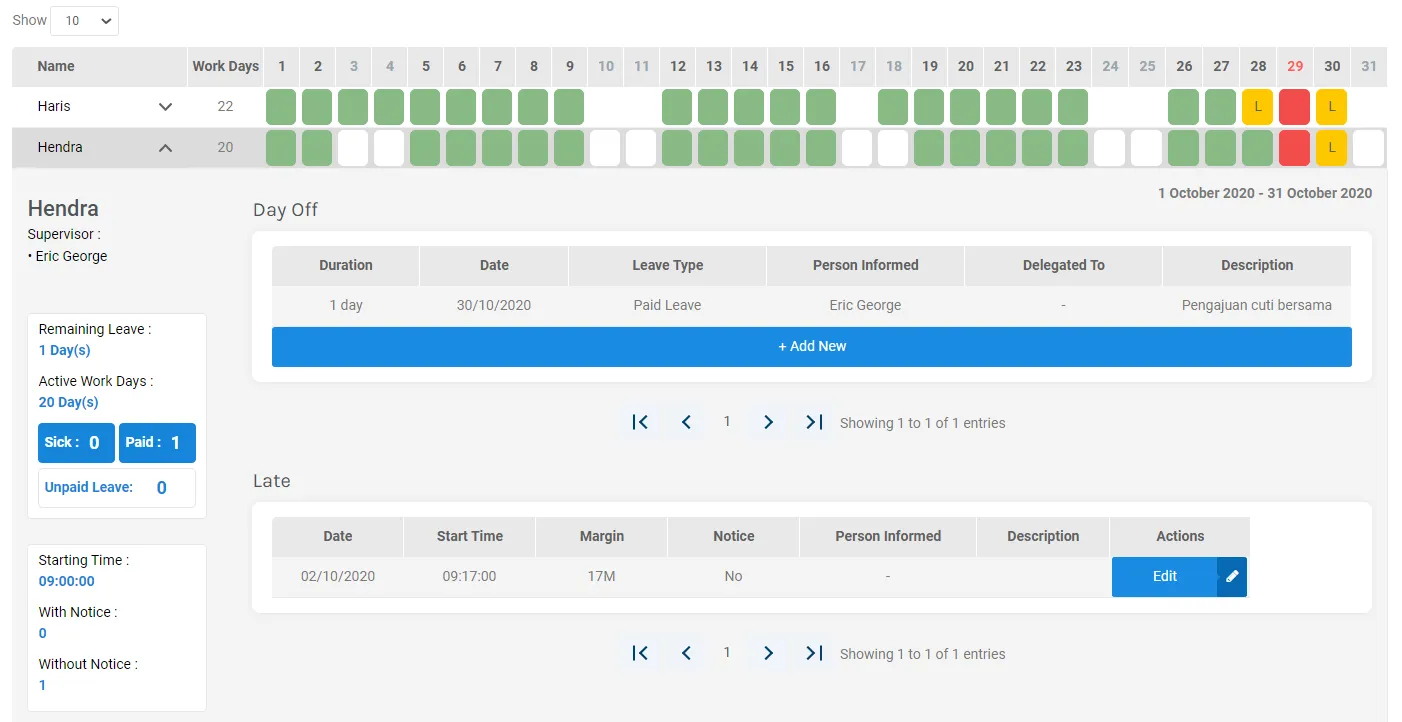 Show 10
Name Work Days 1 2 3 4 5 6 7 8 9 10 11 12 13 14 15 16 17 18 19 20 21 22 23 24 25 26 27 28 29 30 31
Haris 22 L L
Hendra 20 L
1 October 2020 - 31 October 2020
Hendra
Supervisor :
• Eric George
Remaining Leave :
1 Day(s)
Active Work Days :
20 Day(s)
Sick : 0 Paid : 1
Unpaid Leave: 0
Starting Time :
09:00:00
With Notice :
0
Without Notice :
1
Day Off
Duration Date Leave Type Person Informed Delegated To Description
1 day 30/10/2020 Paid Leave Eric George - Pengajuan cuti bersama
+ Add New
1 Showing 1 to 1 of 1 entries
Late
Date Start Time Margin Notice Person Informed Description Actions
02/10/2020 09:17:00 17M No - Edit
1 Showing 1 to 1 of 1 entries